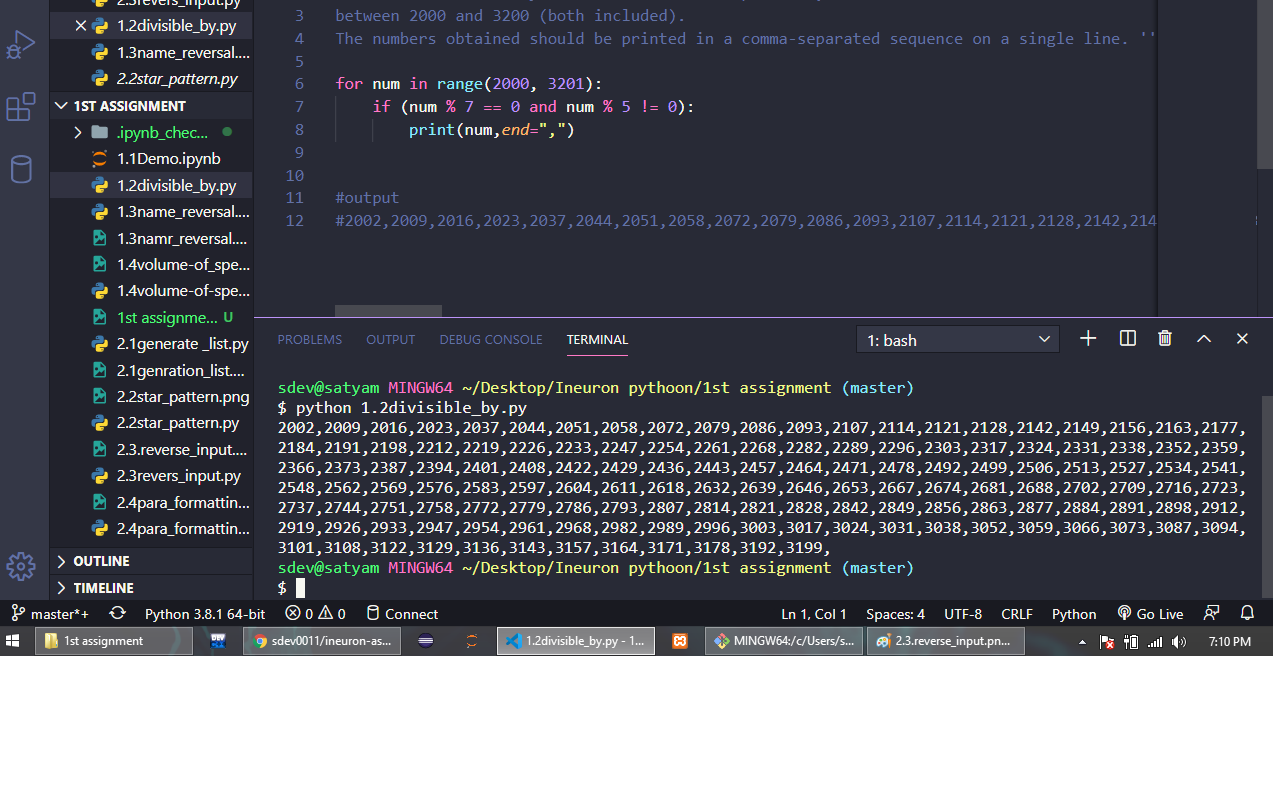 2.3revers_input.py
1.2divisible_by.py
1.3name_reversal....
2.2star_pattern.py
1ST ASSIGNMENT
.ipynb_chec...
1.1Demo.ipynb
1.2divisible_by.py
1.3name_reversal....
1.3namr_reversal....
1.4volume-of_spe...
1.4volume-of-spe...
1st assignme... U
2.1generate _list.py
2.1genration_list....
2.2star_pattern.png
2.2star_pattern.py
2.3.reverse_input....
2.3revers_input.py
2.4para_formattin...
2.4para_formattin...
OUTLINE
TIMELINE
3 between 2000 and 3200 (both included).
4 The numbers obtained should be printed in a comma-separated sequence on a single line. ''
5
6 for num in range(2000, 3201):
7 if (num % 7 == 0 and num % 5 != 0):
8 print(num,end=",")
9
10
11 #output
12 #2002,2009,2016,2023,2037,2044,2051,2058,2072,2079,2086,2093,2107,2114,2121,2128,2142,214
PROBLEMS OUTPUT DEBUG CONSOLE TERMINAL 1: bash
sdev@satyam MINGW64 ~/Desktop/Ineuron pythoon/1st assignment (master)
$ python 1.2divisible_by.py
2002,2009,2016,2023,2037,2044,2051,2058,2072,2079,2086,2093,2107,2114,2121,2128,2142,2149,2156,2163,2177,
2184,2191,2198,2212,2219,2226,2233,2247,2254,2261,2268,2282,2289,2296,2303,2317,2324,2331,2338,2352,2359,
2366,2373,2387,2394,2401,2408,2422,2429,2436,2443,2457,2464,2471,2478,2492,2499,2506,2513,2527,2534,2541,
2548,2562,2569,2576,2583,2597,2604,2611,2618,2632,2639,2646,2653,2667,2674,2681,2688,2702,2709,2716,2723,
2737,2744,2751,2758,2772,2779,2786,2793,2807,2814,2821,2828,2842,2849,2856,2863,2877,2884,2891,2898,2912,
2919,2926,2933,2947,2954,2961,2968,2982,2989,2996,3003,3017,3024,3031,3038,3052,3059,3066,3073,3087,3094,
3101,3108,3122,3129,3136,3143,3157,3164,3171,3178,3192,3199,
sdev@satyam MINGW64 ~/Desktop/Ineuron pythoon/1st assignment (master)
$
master*+ Python 3.8.1 64-bit 0 0 Connect Ln 1, Col 1 Spaces: 4 UTF-8 CRLF Python Go Live
1st assignment sdev0011/ineuron-as... 1.2divisible_by.py - 1... MINGW64:/c/Users/s... 2.3.reverse_input.pn... 7:10 PM